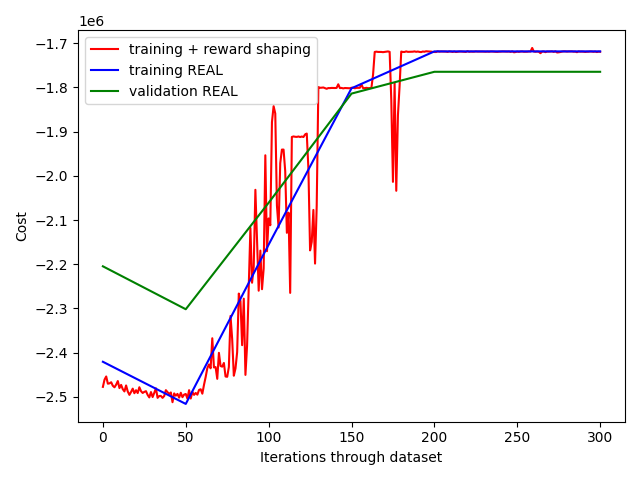 1e6
training + reward shaping
training REAL
validation REAL
Cost
−1.7
−1.8
−1.9
−2.0
−2.1
−2.2
−2.3
−2.4
−2.5
0 50 100 150 200 250 300
Iterations through dataset